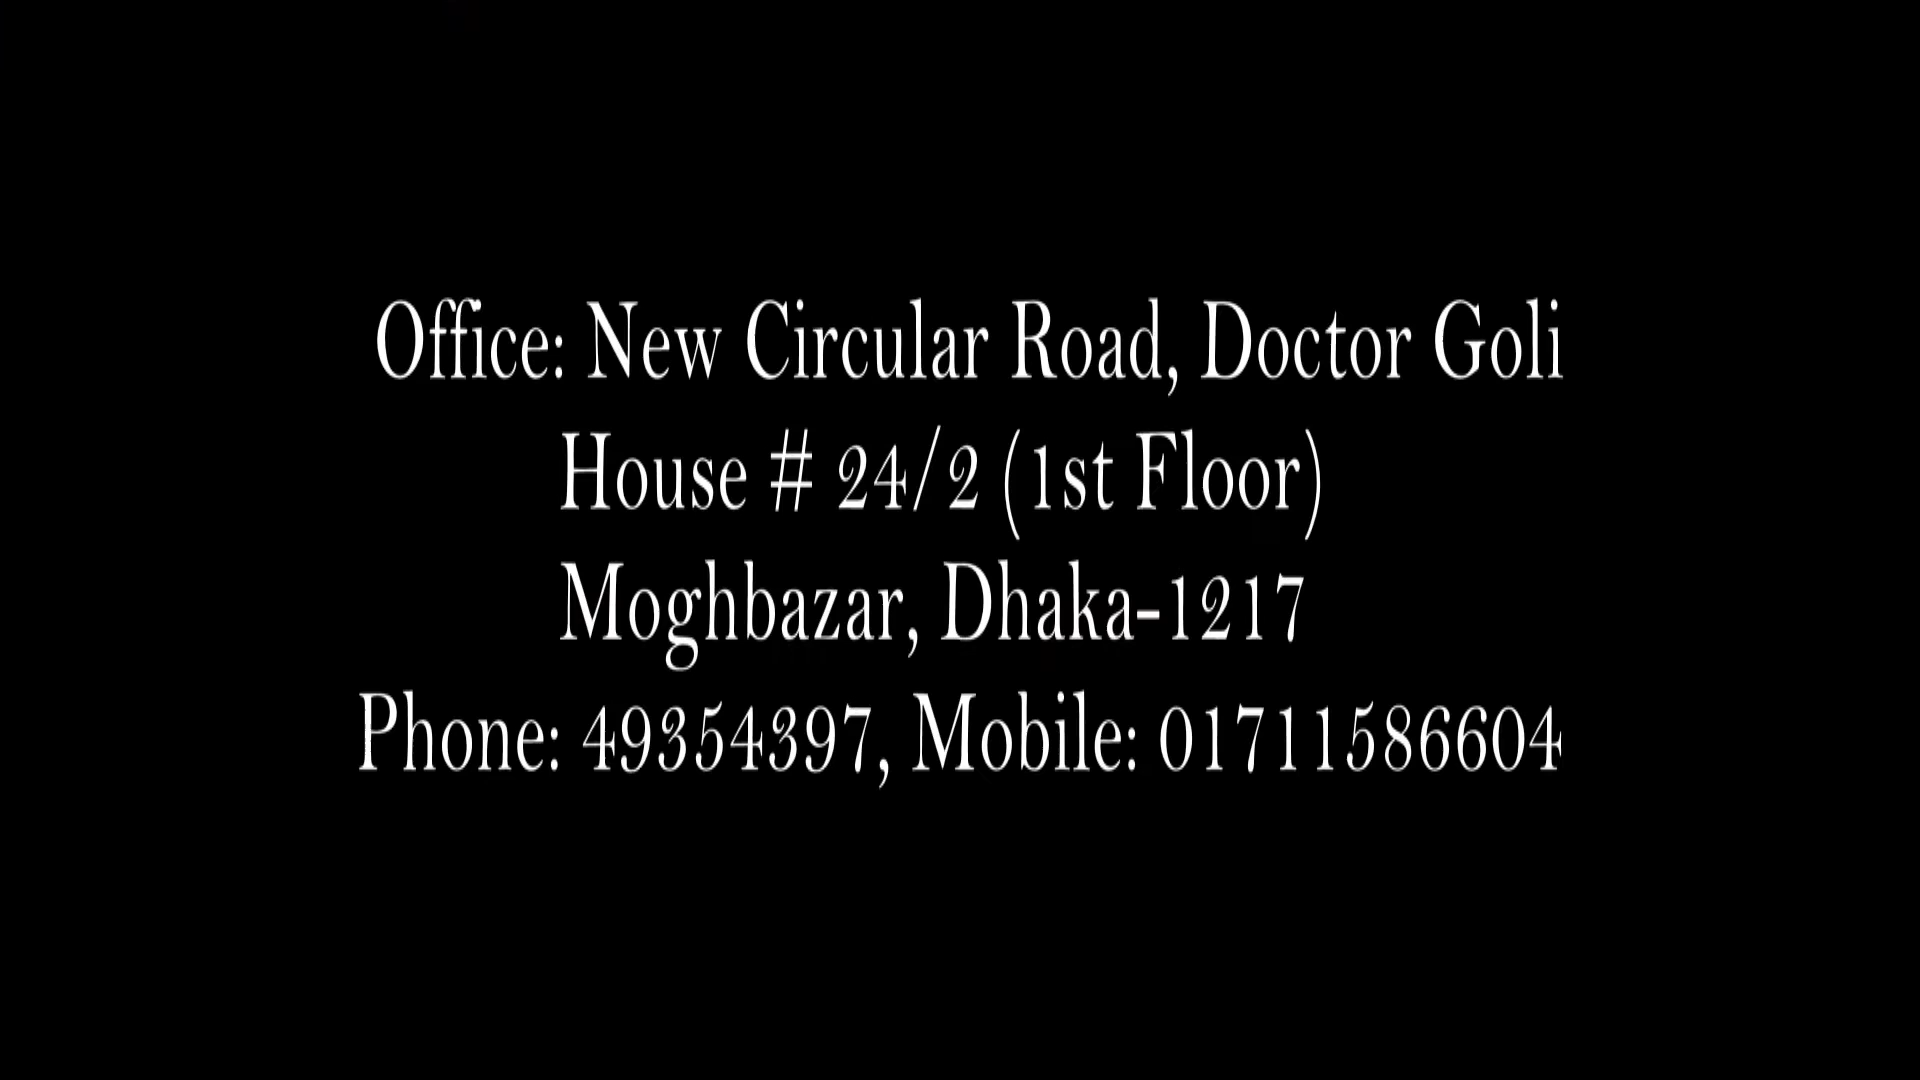 Office: New Circular Road, Doctor Goli
House # 24/2 (1st Floor)
Moghbazar, Dhaka-1217
Phone: 49354397, Mobile: 01711586604